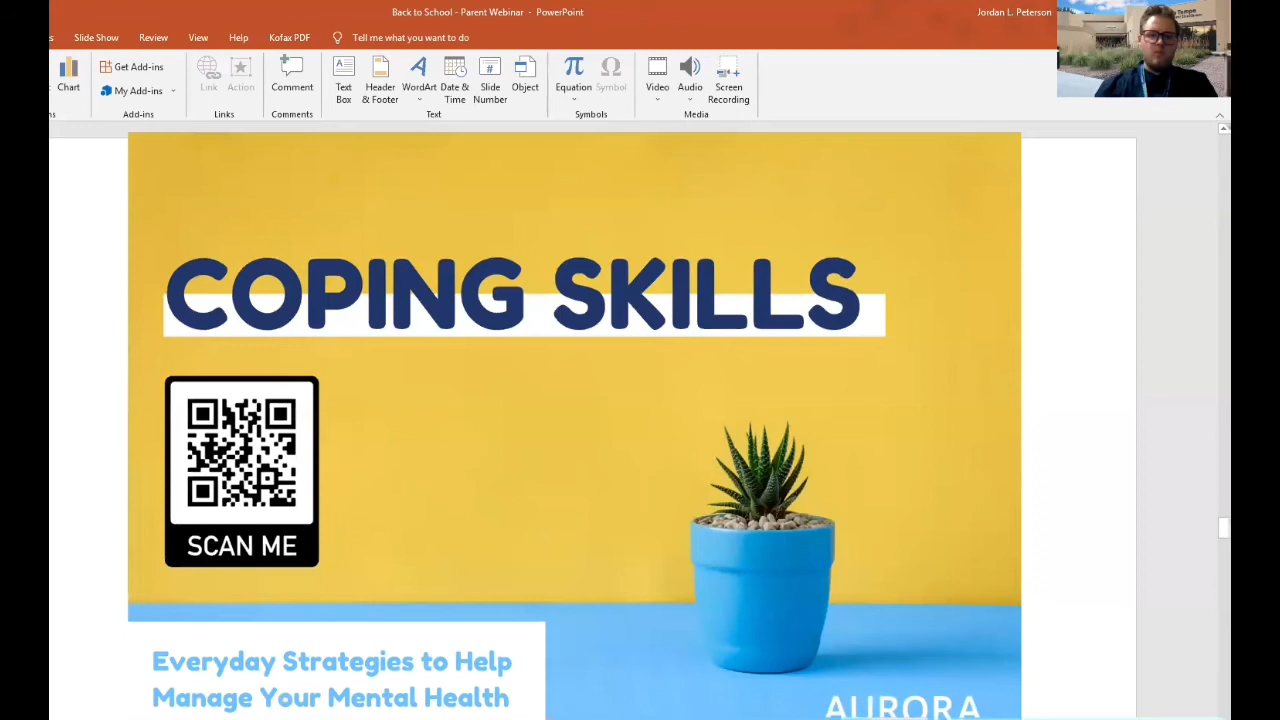 Back to School - Parent Webinar - PowerPoint
Jordan L. Peterson
Slide Show Review View Help Kofax PDF Tell me what you want to do
Chart
Get Add-ins
My Add-ins
Add-ins
Link Action
Links
Comment
Comments
Text Box
Header & Footer
WordArt
Date & Time
Slide Number
Object
Text
Equation Symbol
Symbols
Video Audio Screen Recording
Media
COPING SKILLS
SCAN ME
Everyday Strategies to Help
Manage Your Mental Health
AURORA